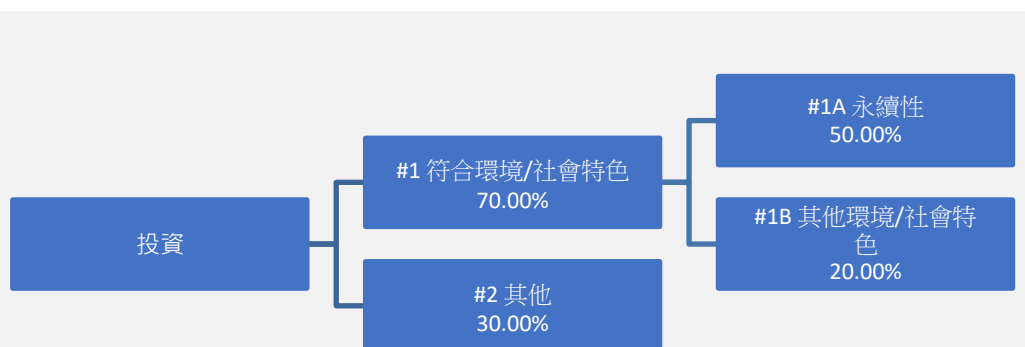 投資
#1 符合環境/社會特色
70.00%
#2 其他
30.00%
#1A 永續性
50.00%
#1B 其他環境/社會特
色
20.00%